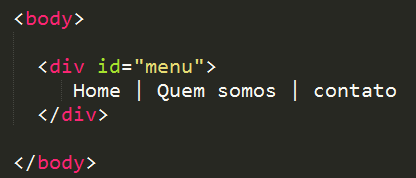 <body>
<div id="menu">
Home | Quem somos | contato
</div>
</body>